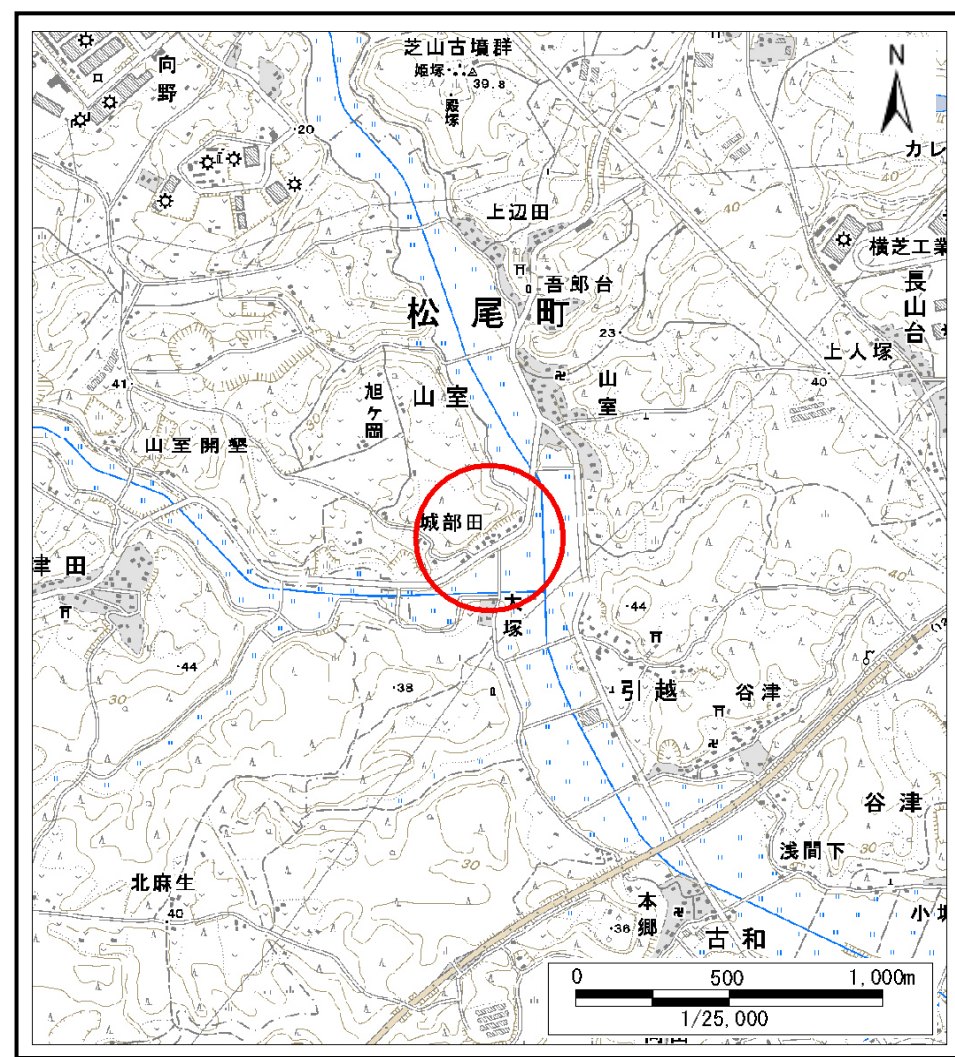 芝山古墳群
向野
姫塚
39.8
殿塚
N
20
カレ
上辺田
40
横芝工業
吾郎台
長山台
松尾町
23
上人塚
山室
山室
旭ヶ岡
41
40
30
山室開墾
城部田
津田
40
大塚
44
44
38
引越
谷津
30
谷津
浅間下
30
30
北麻生
40
本郷
36
古和
0 500 1,000m
1/25,000